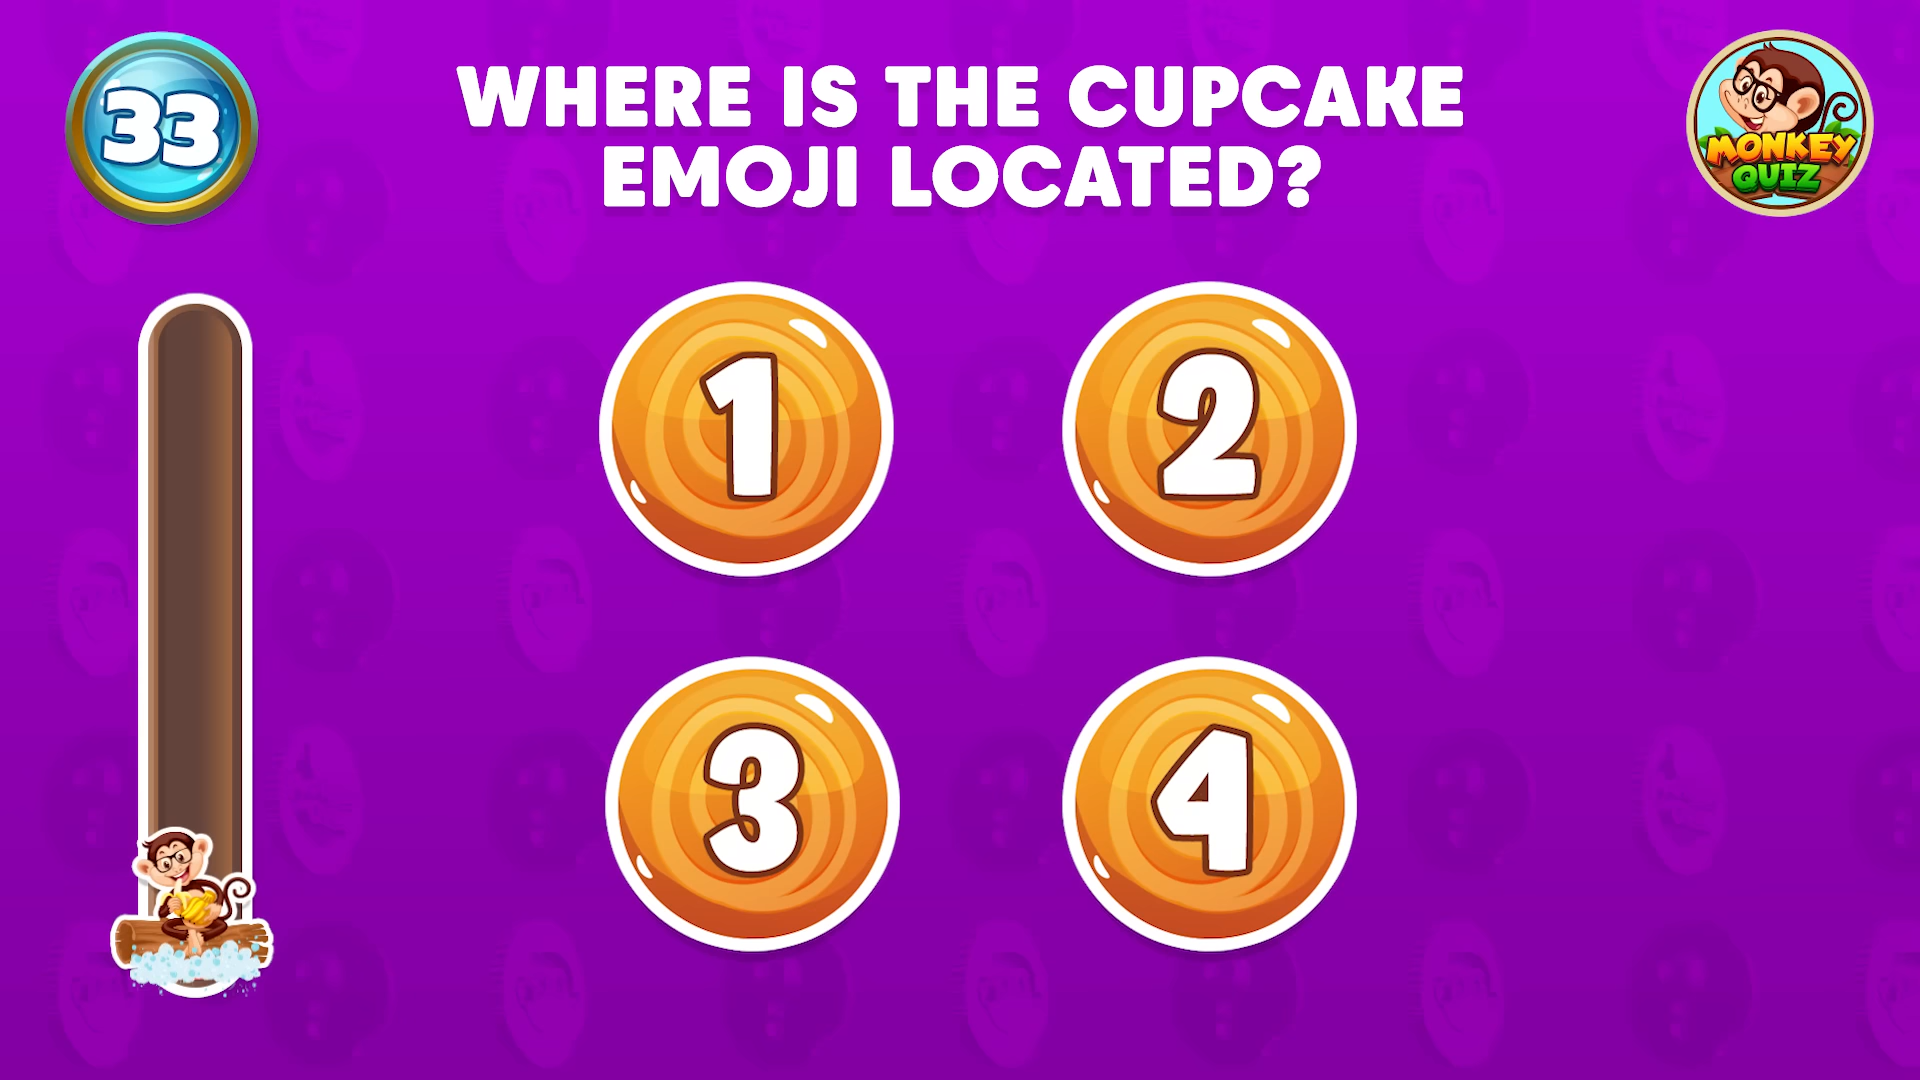 33
WHERE IS THE CUPCAKE
EMOJI LOCATED?
MONKEY
QUIZ
1
2
3
4